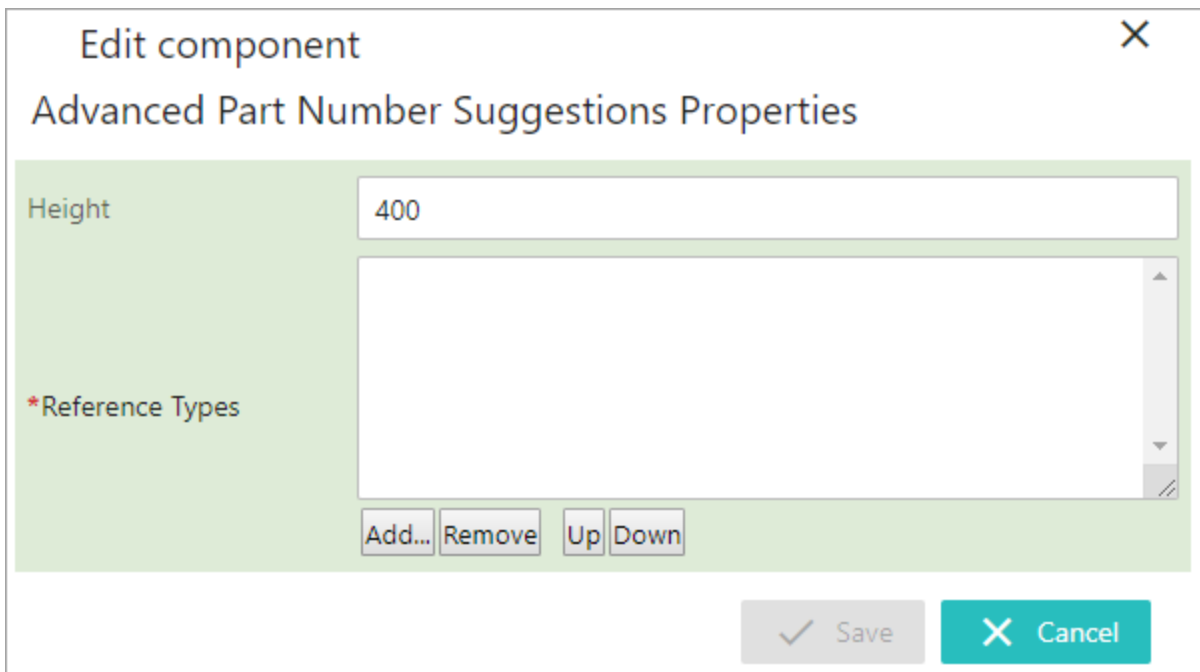 Edit component
Advanced Part Number Suggestions Properties
Height 400
*Reference Types
Add... Remove Up Down
Save Cancel